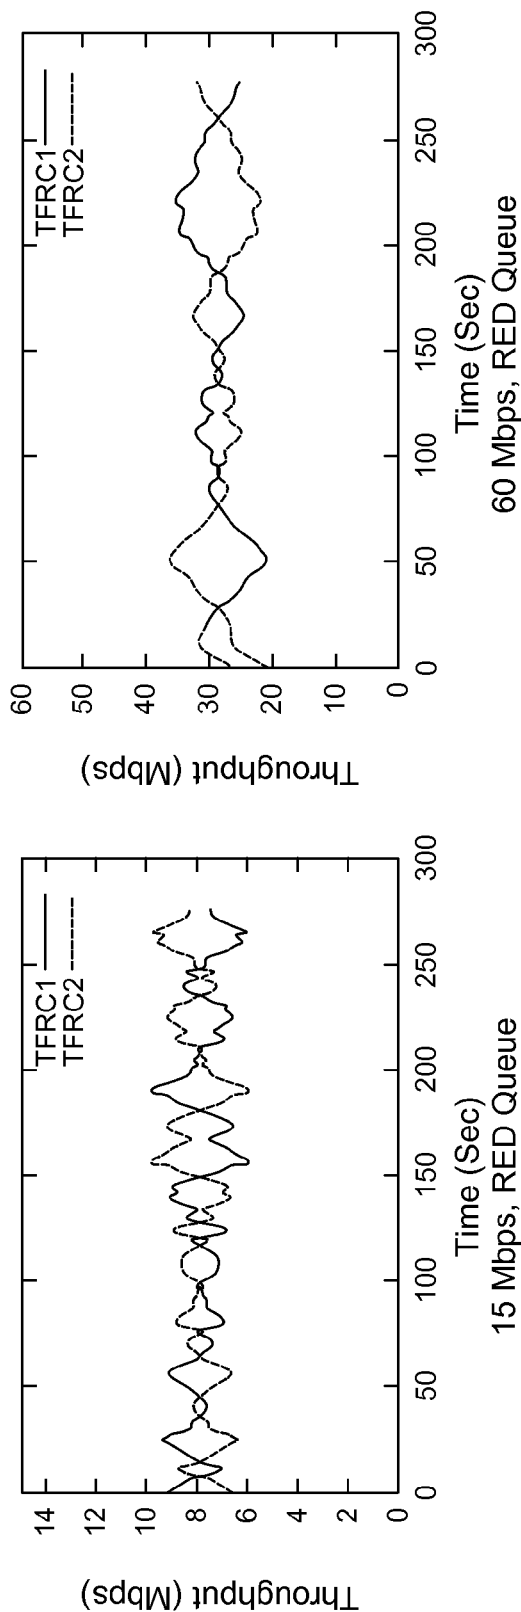 TFRC1
TFRC2
Throughput (Mbps)
14
12
10
8
6
4
2
0
0 50 100 150 200 250 300
Time (Sec)
15 Mbps, RED Queue
TFRC1
TFRC2
Throughput (Mbps)
60
50
40
30
20
10
0
0 50 100 150 200 250 300
Time (Sec)
60 Mbps, RED Queue